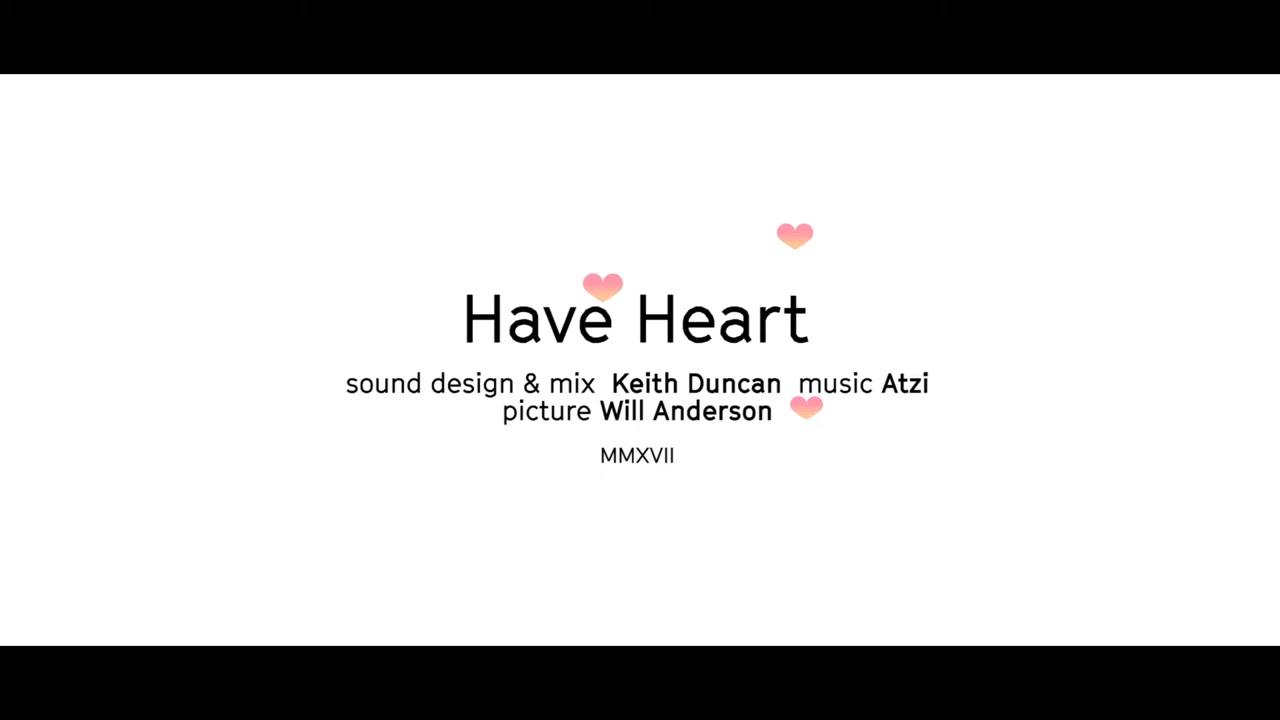 Have Heart
sound design & mix Keith Duncan music Atzi
picture Will Anderson
MMXVII